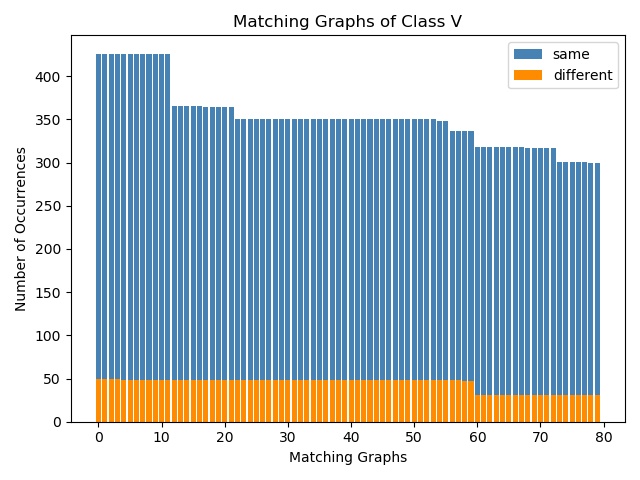 Matching Graphs of Class V
same
different
Number of Occurrences
400
350
300
250
200
150
100
50
0
0 10 20 30 40 50 60 70 80
Matching Graphs